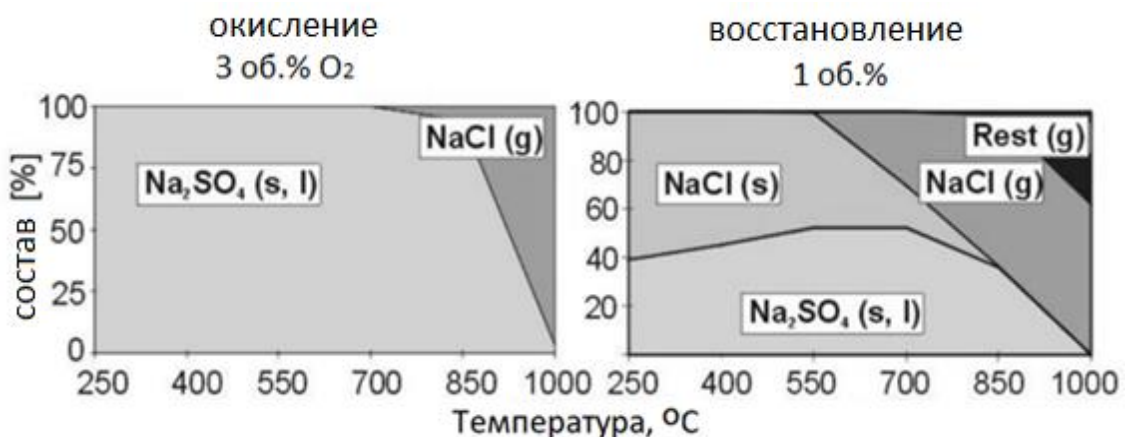 окисление
3 об.% O₂
восстановление
1 об.%
состав [%]
100
75
50
25
0
NaCl (g)
Na₂SO₄ (s, l)
250 400 550 700 850 1000
100
80
60
40
20
Rest (g)
NaCl (s)
NaCl (g)
Na₂SO₄ (s, l)
250 400 550 700 850 1000
Температура, ºC